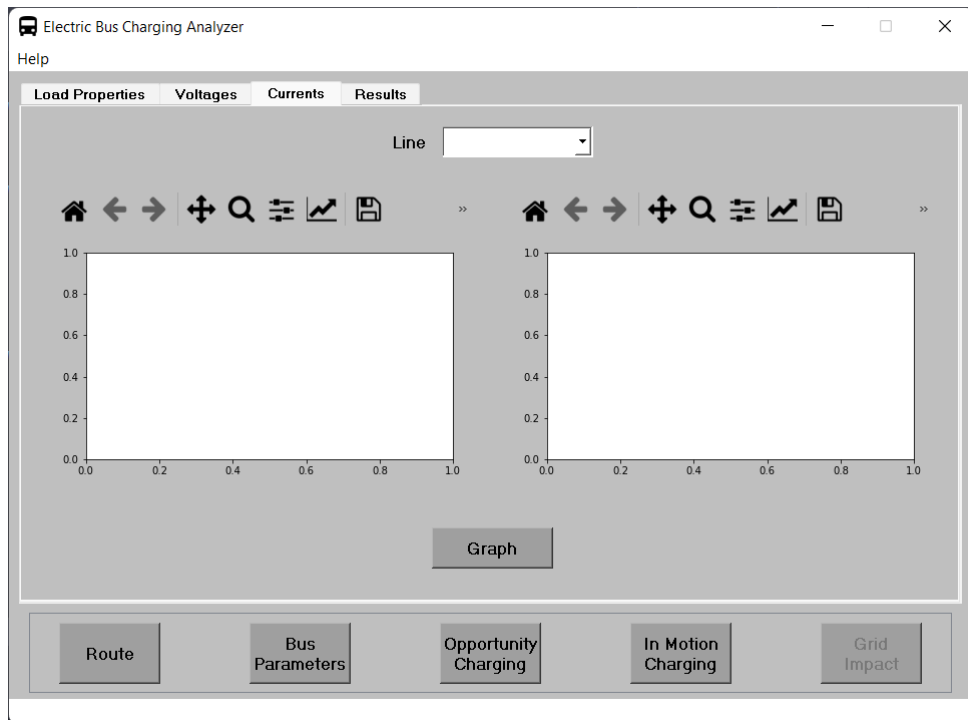 Electric Bus Charging Analyzer
Help
Load Properties Voltages Currents Results
Line
1.0 1.0
0.8 0.8
0.6 0.6
0.4 0.4
0.2 0.2
0.0 0.0
0.0 0.2 0.4 0.6 0.8 1.0 0.0 0.2 0.4 0.6 0.8 1.0
Graph
Route
Bus
Parameters
Opportunity
Charging
In Motion
Charging
Grid
Impact